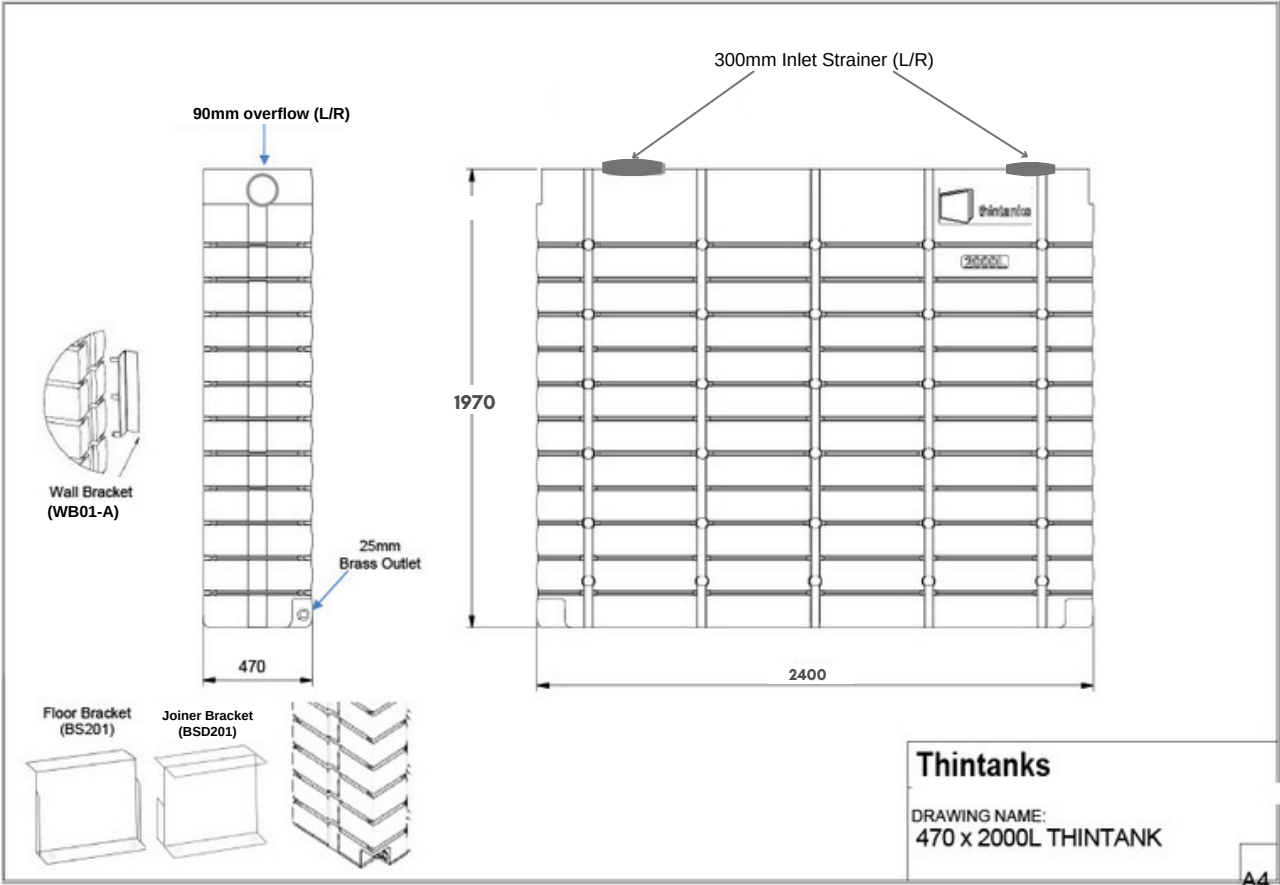 300mm Inlet Strainer (L/R)
90mm overflow (L/R)
thintanks
2000L
1970
Wall Bracket
(WB01-A)
25mm
Brass Outlet
470
2400
Floor Bracket
(BS201)
Joiner Bracket
(BSD201)
Thintanks
DRAWING NAME:
470 x 2000L THINTANK
A4